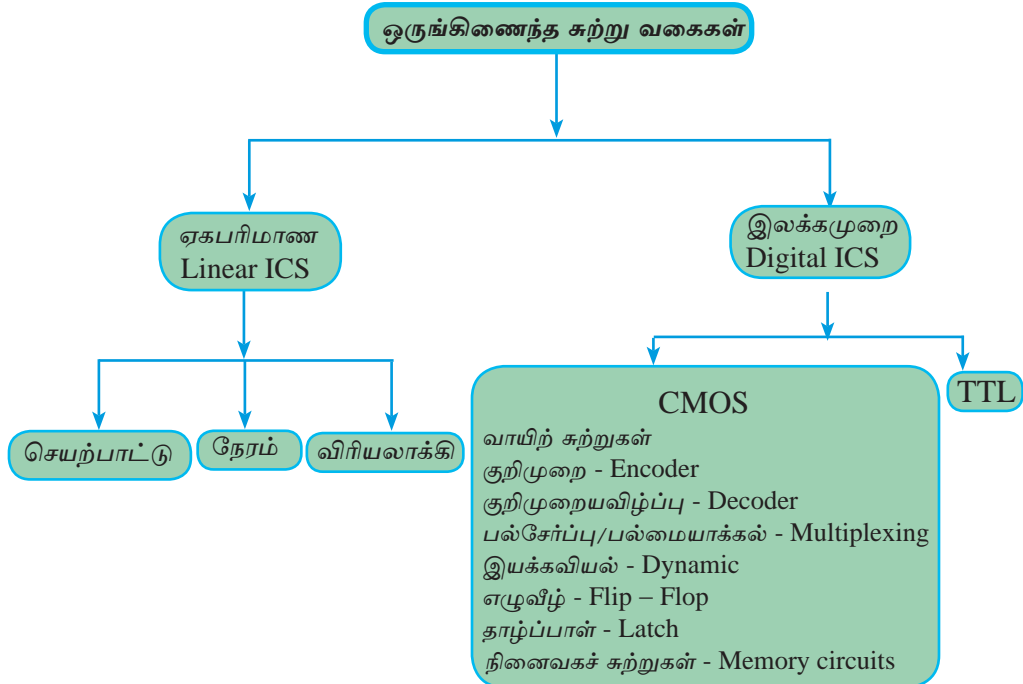 ஒருங்கிணைந்த சுற்று வகைகள்
ஏகபரிமாண
Linear ICS
இலக்கமுறை
Digital ICS
செயற்பாட்டு
நேரம்
விரியலாக்கி
CMOS
வாயிற் சுற்றுகள்
குறிமுறை - Encoder
குறிமுறையவிழ்ப்பு - Decoder
பல்சேர்ப்பு/பல்மையாக்கல் - Multiplexing
இயக்கவியல் - Dynamic
எழுவீழ் - Flip – Flop
தாழ்ப்பாள் - Latch
நினைவகச் சுற்றுகள் - Memory circuits
TTL